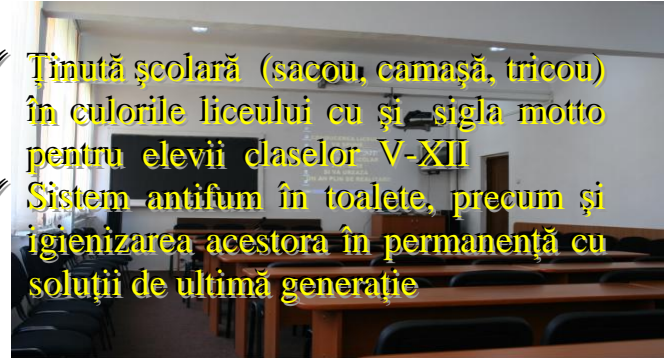 Ținută școlară (sacou, camașă, tricou)
în culorile liceului cu și sigla motto
pentru elevii claselor V-XII
Sistem antifum în toalete, precum și
igienizarea acestora în permanență cu
soluții de ultimă generație